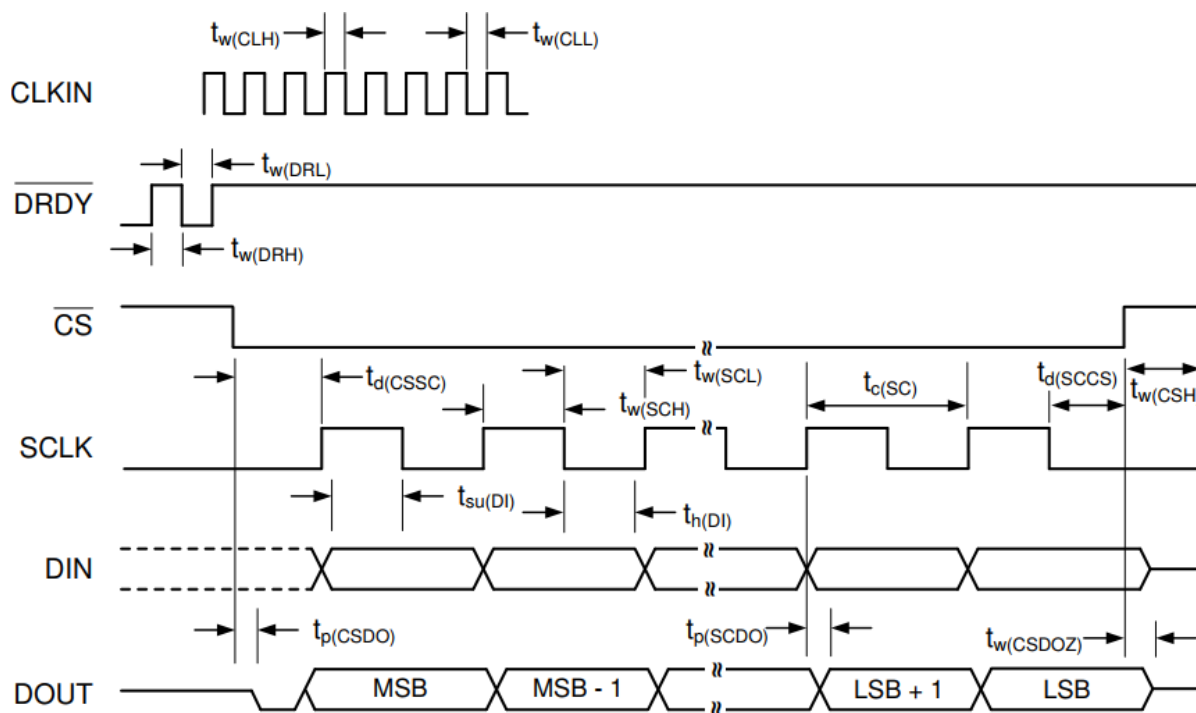 tw(CLH)
tw(CLL)
CLKIN
tw(DRL)
DRDY
tw(DRH)
CS
td(CSSC)
tw(SCL)
tc(SC)
td(SCCS)
tw(SCH)
tw(CSH
SCLK
tsu(DI)
th(DI)
DIN
tp(CSDO)
tp(SCDO)
tw(CSDOZ)
DOUT
MSB
MSB - 1
LSB + 1
LSB